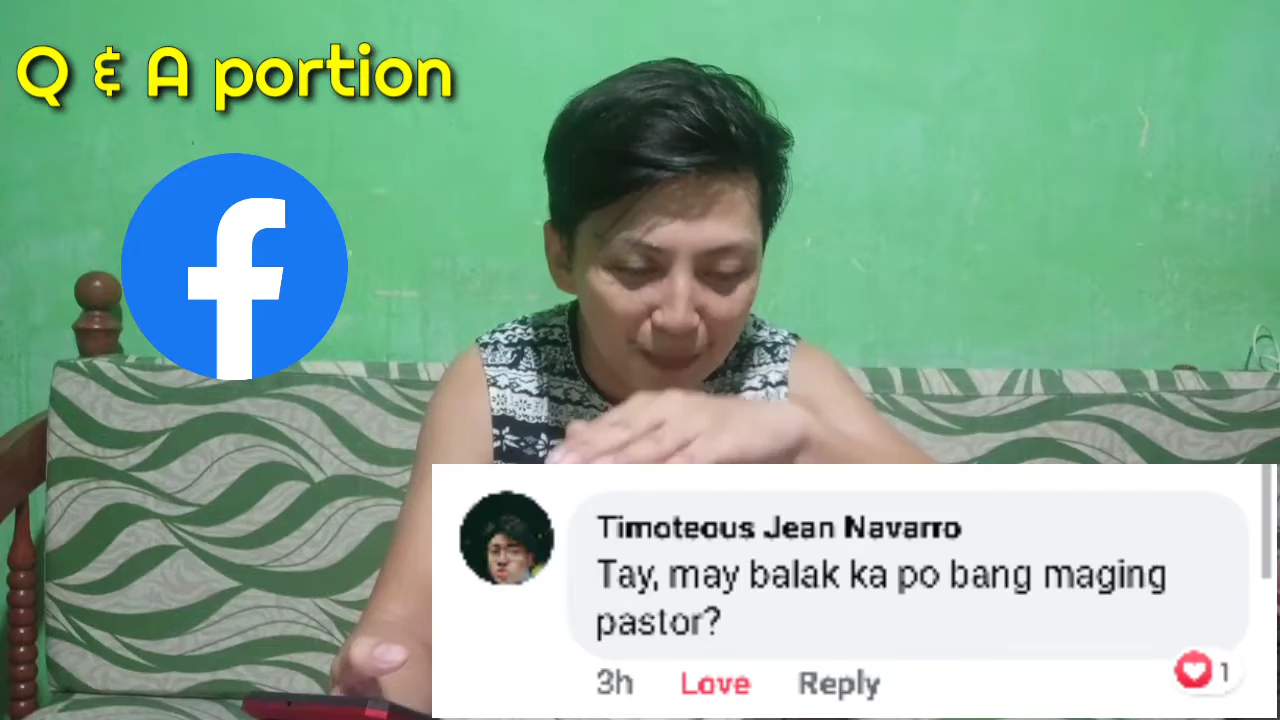 Q & A portion
f
Timoteous Jean Navarro
Tay, may balak ka po bang maging
pastor?
3h Love Reply
1